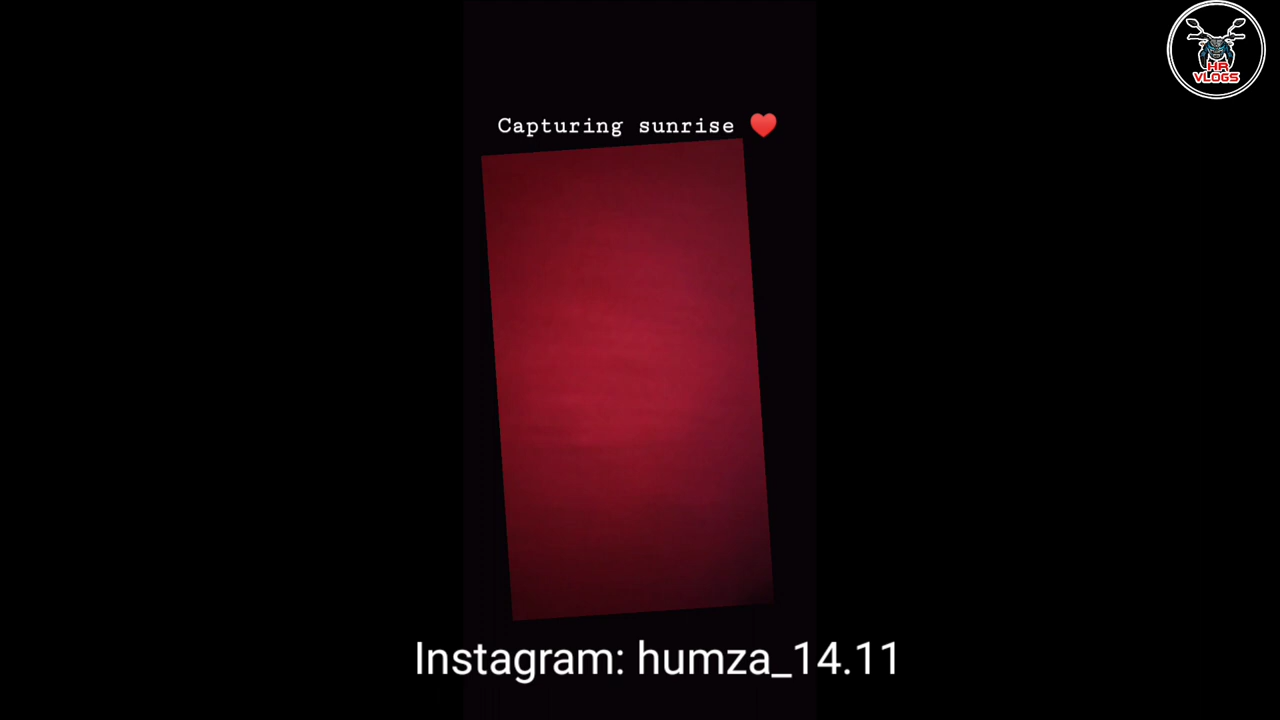 HR
VLOGS
Capturing sunrise ❤️
Instagram: humza_14.11